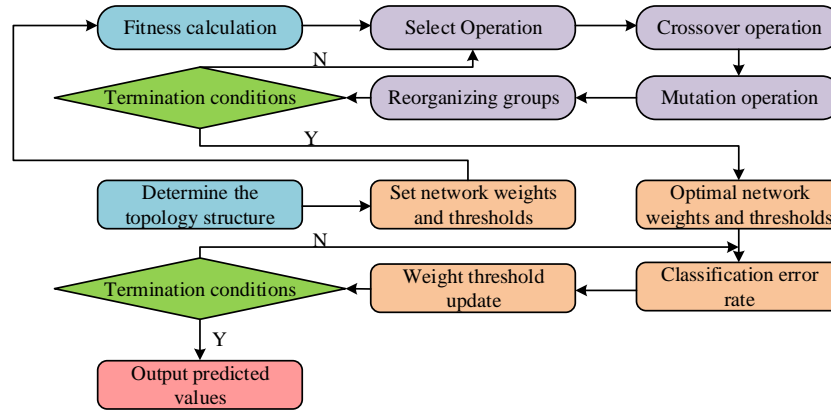 Fitness calculation
Select Operation
Crossover operation
N
Termination conditions
Reorganizing groups
Mutation operation
Y
Determine the
topology structure
Set network weights
and thresholds
Optimal network
weights and thresholds
N
Termination conditions
Weight threshold
update
Classification error
rate
Y
Output predicted
values